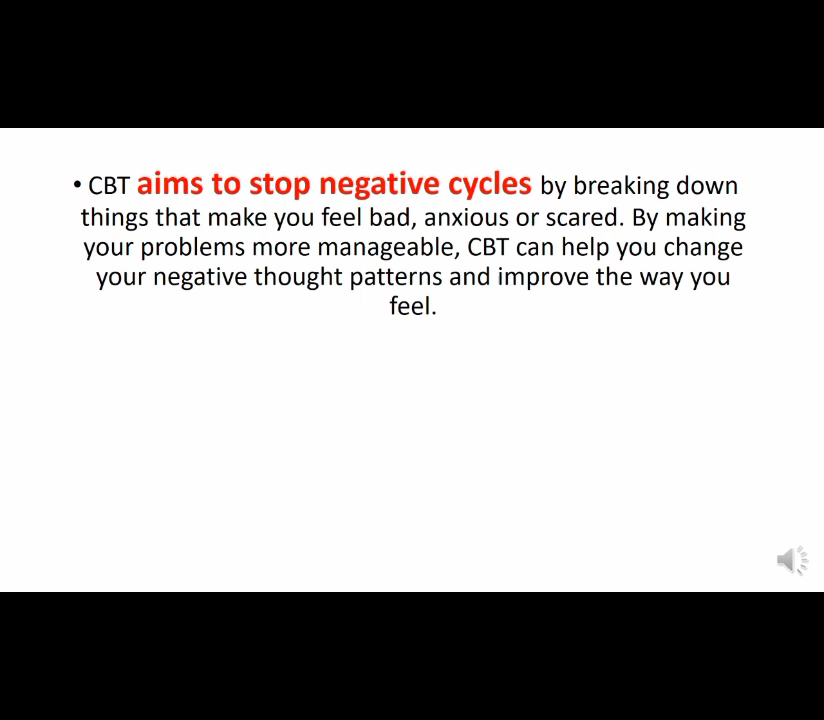 • CBT aims to stop negative cycles by breaking down
things that make you feel bad, anxious or scared. By making
your problems more manageable, CBT can help you change
your negative thought patterns and improve the way you
feel.